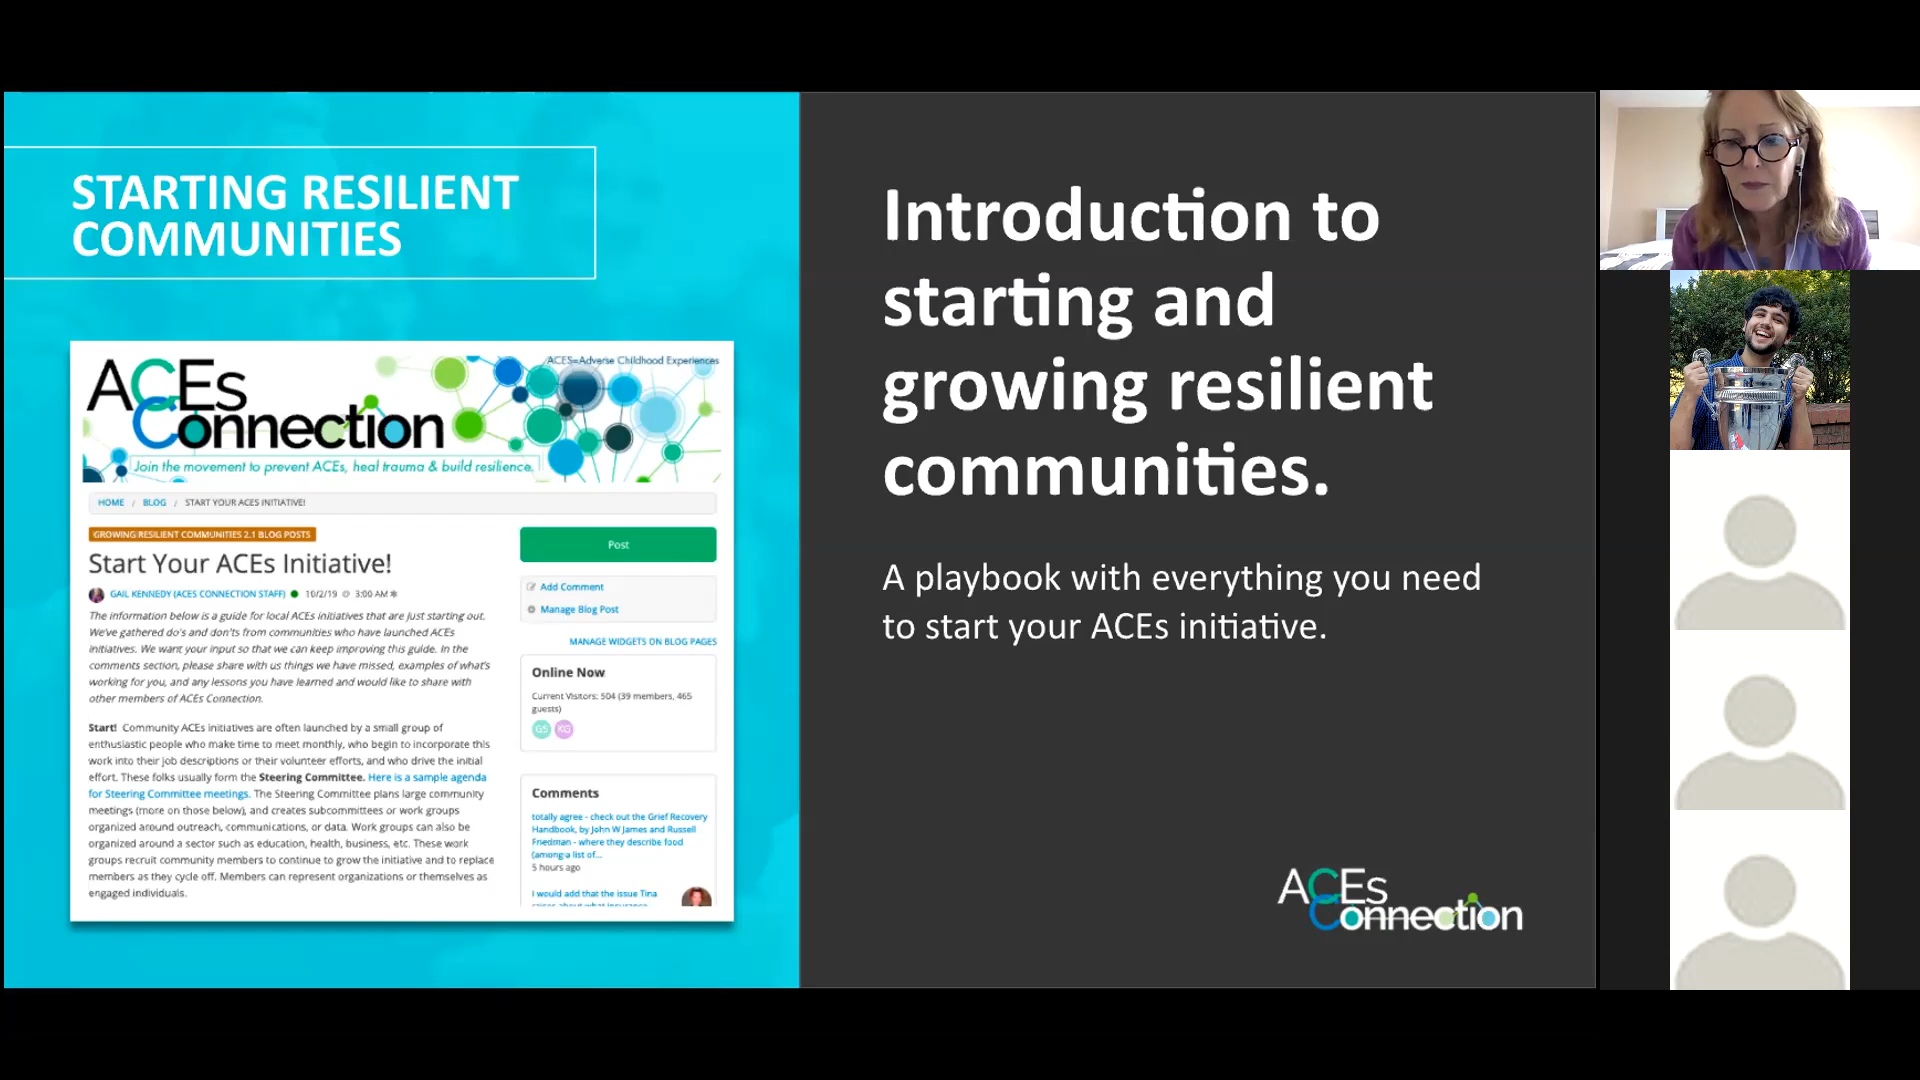 STARTING RESILIENT
COMMUNITIES
ACEs
Connection
ACES=Adverse Childhood Experiences
Join the movement to prevent ACEs, heal trauma & build resilience.
HOME / BLOG / START YOUR ACES INITIATIVE!
GROWING RESILIENT COMMUNITIES 2.1 BLOG POSTS
Start Your ACEs Initiative!
GAIL KENNEDY (ACES CONNECTION STAFF) 10/2/19 3:00 AM
The information below is a guide for local ACEs initiatives that are just starting out.
We've gathered do's and don'ts from communities who have launched ACEs
initiatives. We want your input so that we can keep improving this guide. In the
comments section, please share with us things we have missed, examples of what's
working for you, and any lessons you have learned and would like to share with
other members of ACEs Connection.
Start! Community ACEs initiatives are often launched by a small group of
enthusiastic people who make time to meet monthly, who begin to incorporate this
work into their job descriptions or their volunteer efforts, and who drive the initial
effort. These folks usually form the Steering Committee. Here is a sample agenda
for Steering Committee meetings. The Steering Committee plans large community
meetings (more on those below), and creates subcommittees or work groups
organized around outreach, communications, or data. Work groups can also be
organized around a sector such as education, health, business, etc. These work
groups recruit community members to continue to grow the initiative and to replace
members as they cycle off. Members can represent organizations or themselves as
engaged individuals.
Post
Add Comment
Manage Blog Post
MANAGE WIDGETS ON BLOG PAGES
Online Now
Current Visitors: 504 (39 members, 465
guests)
GS KG
Comments
totally agree - check out the Grief Recovery
Handbook, by John W James and Russell
Friedman - where they describe food
(among a list of...
5 hours ago
I would add that the issue Tina
raises about what insurance
Introduction to
starting and
growing resilient
communities.
A playbook with everything you need
to start your ACEs initiative.
ACEs
Connection